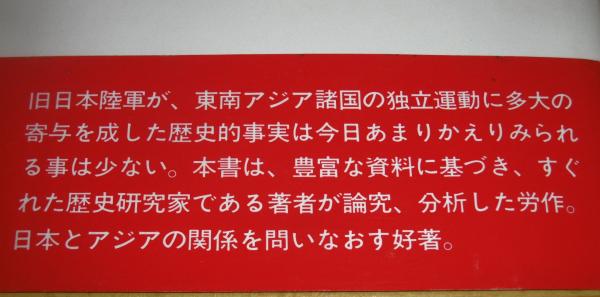 旧日本陸軍が、東南アジア諸国の独立運動に多大の
寄与を成した歴史的事実は今日あまりかえりみられ
る事は少ない。本書は、豊富な資料に基づき、すぐ
れた歴史研究家である著者が論究、分析した労作。
日本とアジアの関係を問いなおす好著。